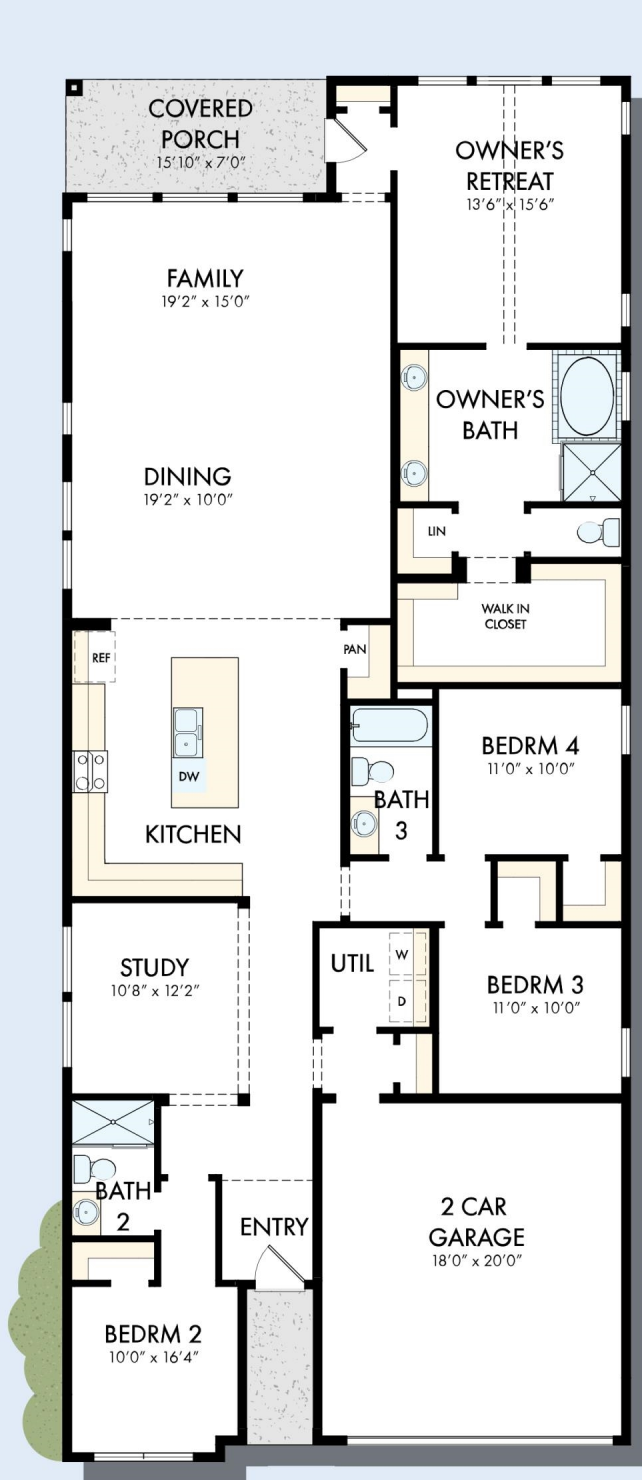 COVERED
PORCH
15'10" x 7'0"
OWNER'S
RETREAT
13'6" x 15'6"
FAMILY
19'2" x 15'0"
OWNER'S
BATH
DINING
19'2" x 10'0"
LIN
WALK IN
CLOSET
REF
PAN
DW
BEDRM 4
11'0" x 10'0"
KITCHEN
BATH
3
STUDY
10'8" x 12'2"
UTIL
W
D
BEDRM 3
11'0" x 10'0"
BATH
2
ENTRY
2 CAR
GARAGE
18'0" x 20'0"
BEDRM 2
10'0" x 16'4"